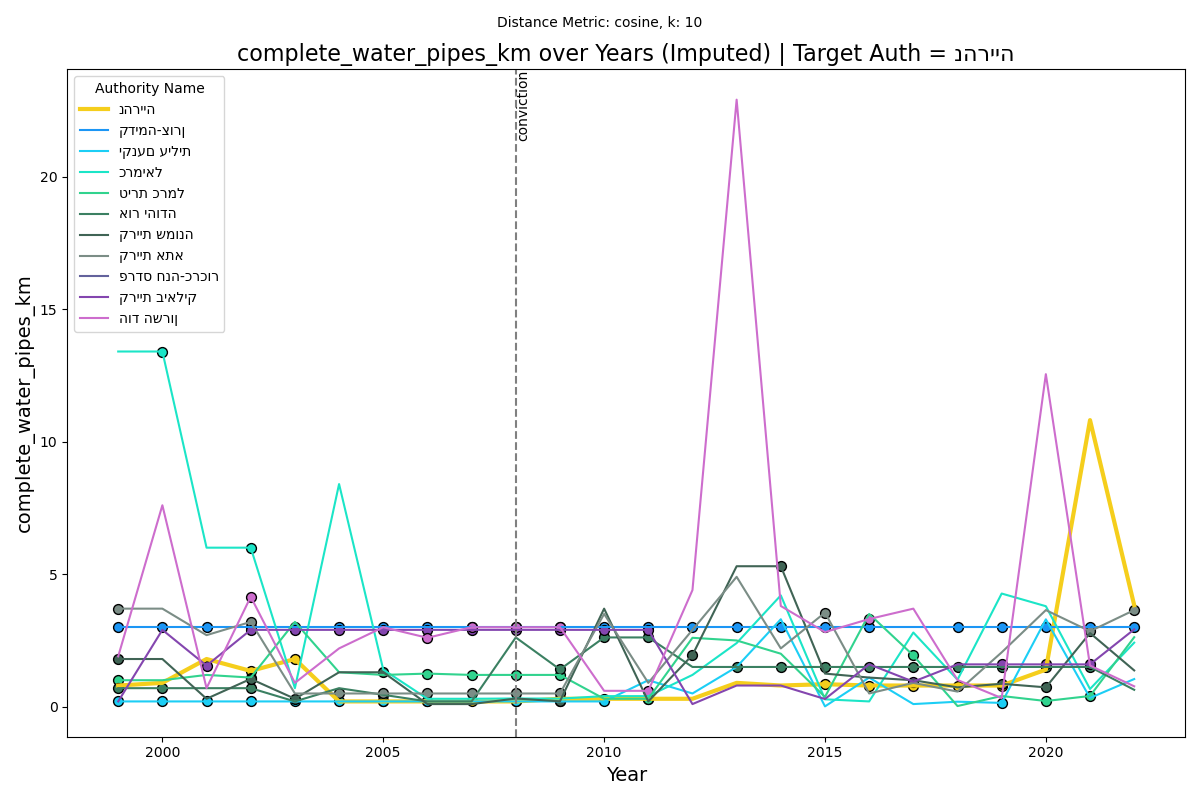 Distance Metric: cosine, k: 10
complete_water_pipes_km over Years (Imputed) | Target Auth = נהרייה
conviction
Authority Name
נהרייה
קדימה-צורן
יקנעם עילית
כרמיאל
טירת כרמל
אור יהודה
קריית שמונה
קריית אתא
פרדס חנה-כרכור
קריית ביאליק
הוד השרון
complete_water_pipes_km
20
15
10
5
0
2000
2005
2010
2015
2020
Year